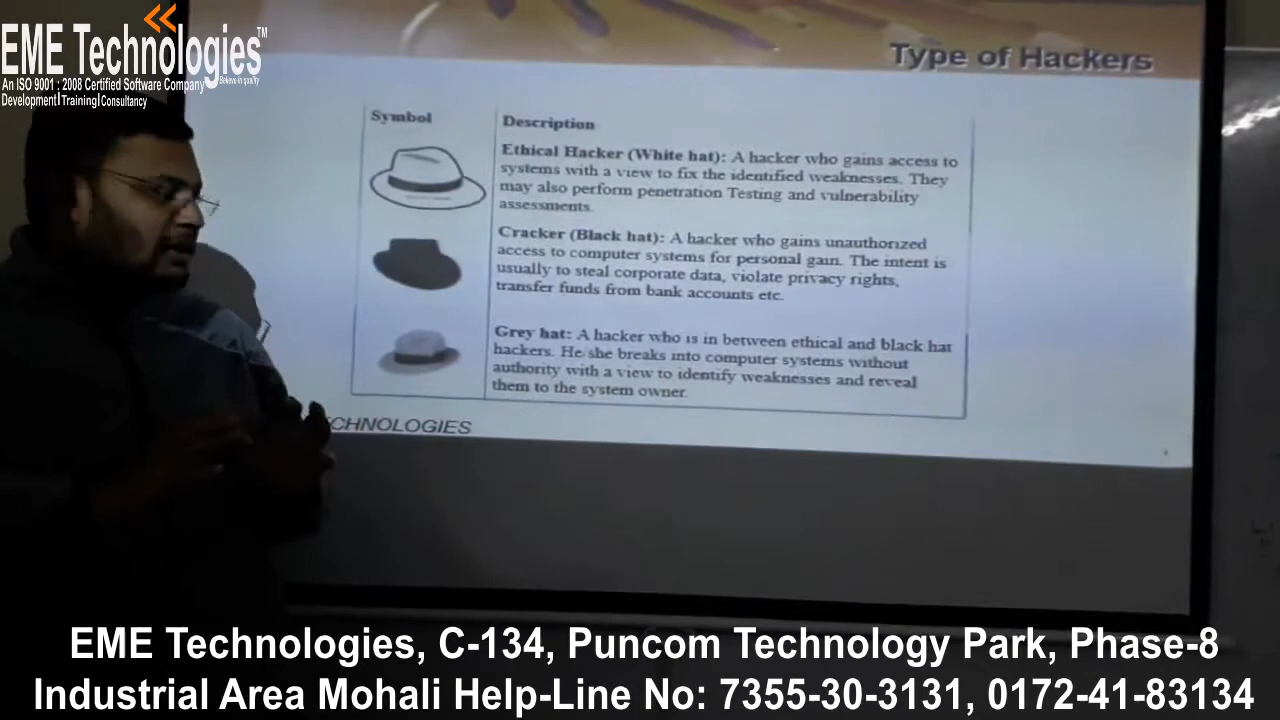 EME Technologies™
Believe in quality
An ISO 9001 : 2008 Certified Software Company
Development|Training|Consultancy
Type of Hackers
Symbol
Description
Ethical Hacker (White hat): A hacker who gains access to
systems with a view to fix the identified weaknesses. They
may also perform penetration Testing and vulnerability
assessments.
Cracker (Black hat): A hacker who gains unauthorized
access to computer systems for personal gain. The intent is
usually to steal corporate data, violate privacy rights,
transfer funds from bank accounts etc.
Grey hat: A hacker who is in between ethical and black hat
hackers. He she breaks into computer systems without
authority with a view to identify weaknesses and reveal
them to the system owner.
CHNOLOGIES
EME Technologies, C-134, Puncom Technology Park, Phase-8
Industrial Area Mohali Help-Line No: 7355-30-3131, 0172-41-83134